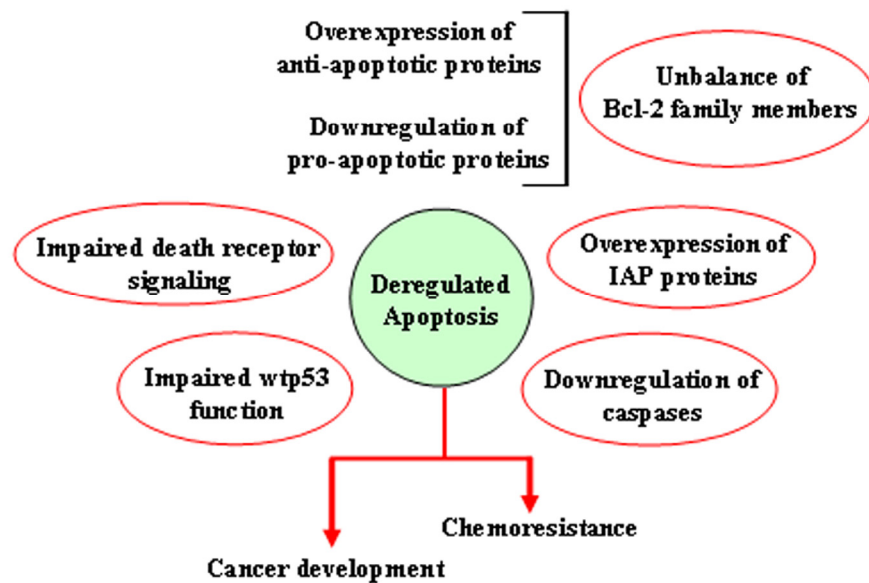 Overexpression of
anti-apoptotic proteins
Downregulation of
pro-apoptotic proteins
Unbalance of
Bcl-2 family members
Impaired death receptor
signaling
Deregulated
Apoptosis
Overexpression of
IAP proteins
Impaired wtp53
function
Downregulation of
caspases
Chemoresistance
Cancer development